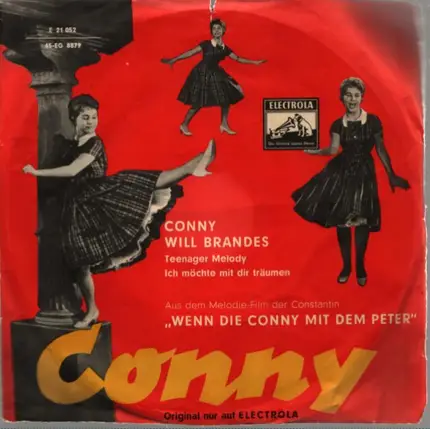 E 21 052
45-EG 8879
ELECTROLA
CONNY
WILL BRANDES
Teenager Melody
Ich möchte mit dir träumen
Aus dem Melodie-Film der Constantin
„WENN DIE CONNY MIT DEM PETER"
Conny
Original nur auf ELECTROLA